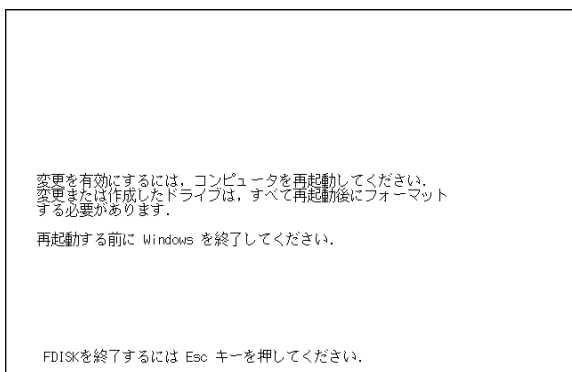 変更を有効にするには, コンピュータを再起動してください.
変更または作成したドライブは, すべて再起動後にフォーマット
する必要があります.
再起動する前に Windows を終了してください.
FDISKを終了するには Esc キーを押してください.